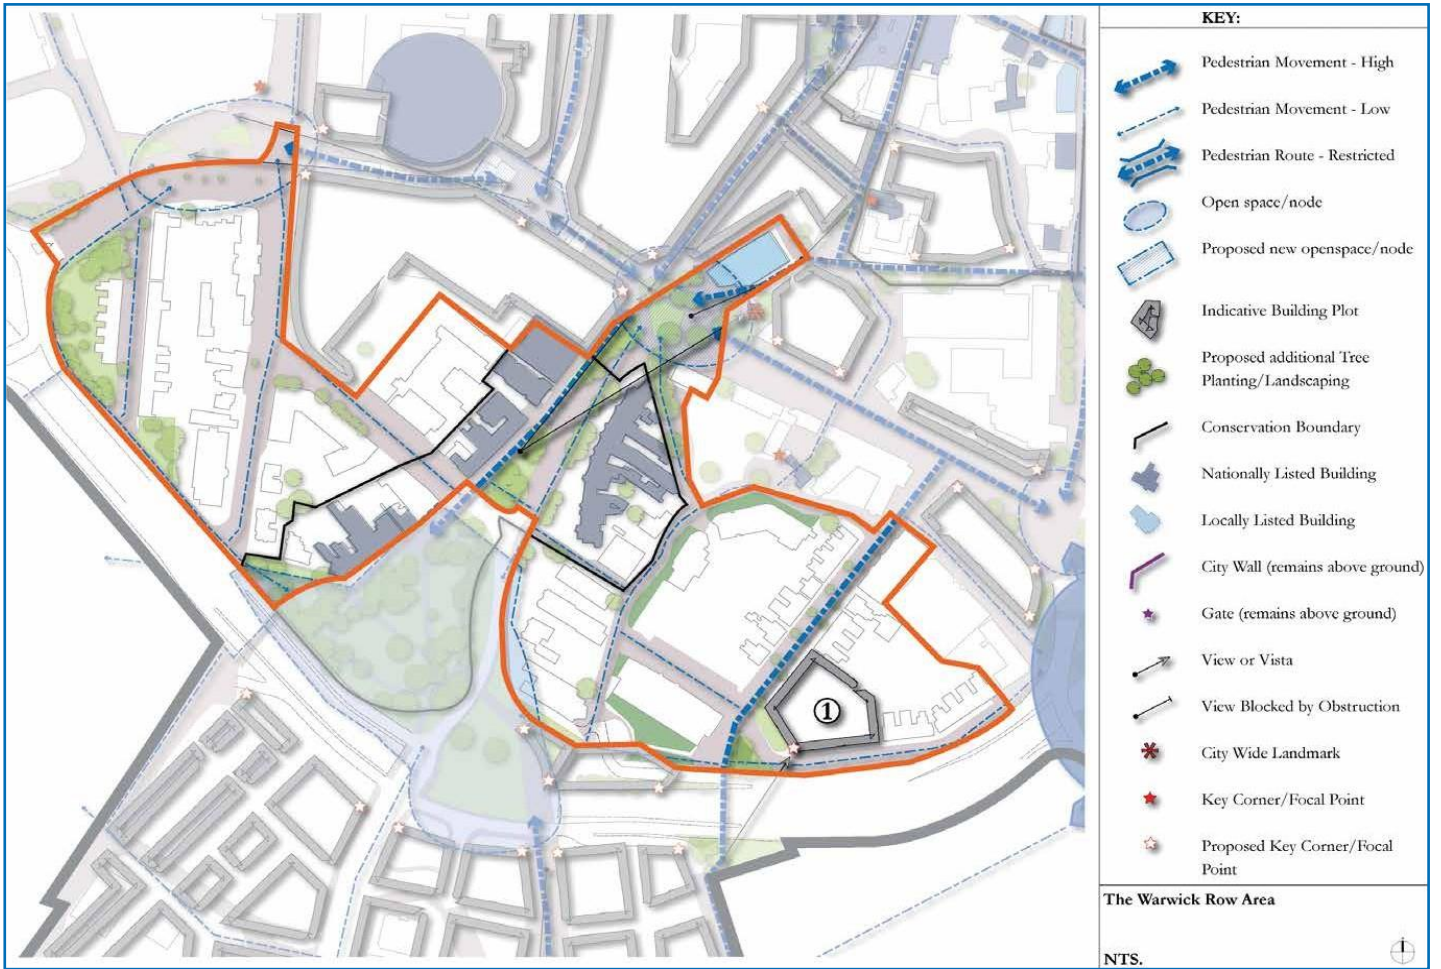 KEY:
Pedestrian Movement - High
Pedestrian Movement - Low
Pedestrian Route - Restricted
Open space/node
Proposed new openspace/node
Indicative Building Plot
Proposed additional Tree
Planting/Landscaping
Conservation Boundary
Nationally Listed Building
Locally Listed Building
City Wall (remains above ground)
Gate (remains above ground)
View or Vista
View Blocked by Obstruction
City Wide Landmark
Key Corner/Focal Point
Proposed Key Corner/Focal
Point
The Warwick Row Area
NTS.
①